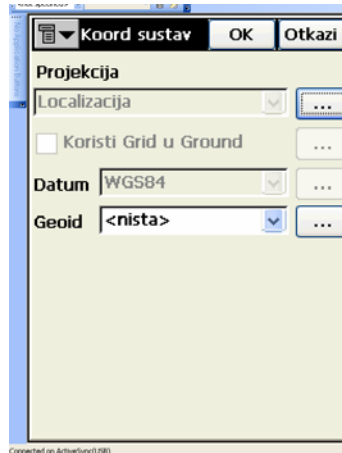 Koord sustav OK Otkazi
Projekcija
Localizacija ...
Koristi Grid u Ground ...
Datum WGS84 ...
Geoid <nista> ...
Connected on ActiveSync(USB)